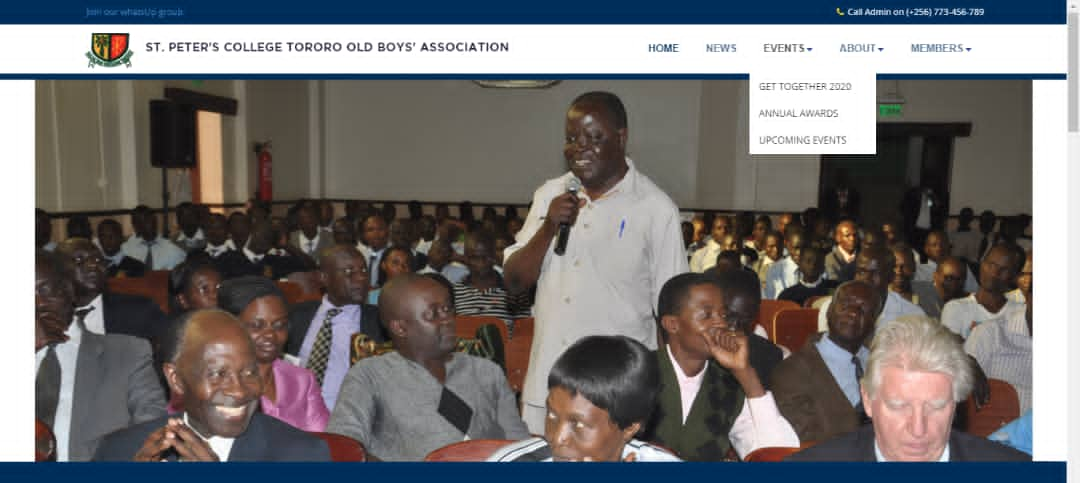 Join our whatsUp group
Call Admin on (+256) 773-456-789
ST. PETER'S COLLEGE TORORO OLD BOYS' ASSOCIATION
HOME NEWS EVENTS ABOUT MEMBERS
GET TOGETHER 2020
ANNUAL AWARDS
UPCOMING EVENTS